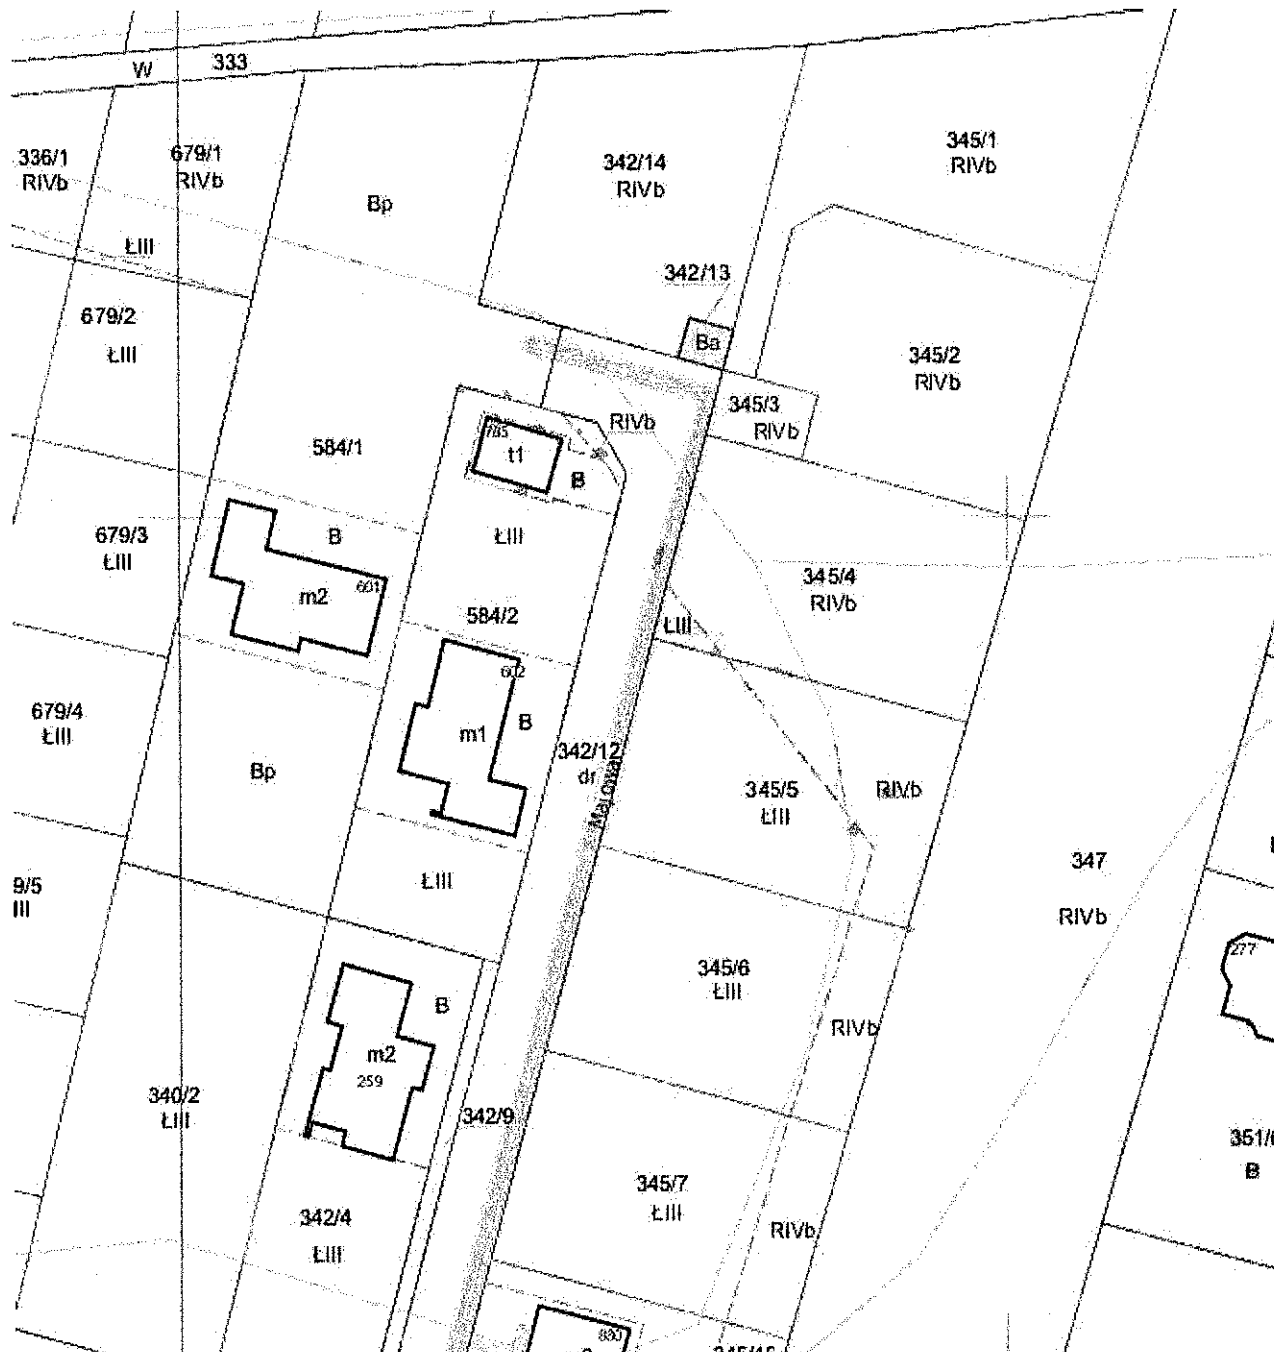 W
333
336/1
RIVb
679/1
RIVb
Bp
342/14
RIVb
345/1
RIVb
ŁIII
342/13
679/2
ŁIII
Ba
345/2
RIVb
345/3
RIVb
RIVb
584/1
t1
B
679/3
ŁIII
B
ŁIII
m2
601
345/4
RIVb
584/2
ŁIII
602
679/4
ŁIII
m1
B
342/12
dr
Bp
345/5
ŁIII
RIVb
347
RIVb
9/5
III
ŁIII
277
345/6
ŁIII
B
RIVb
m2
259
340/2
ŁIII
342/9
351/
B
345/7
ŁIII
342/4
ŁIII
RIVb